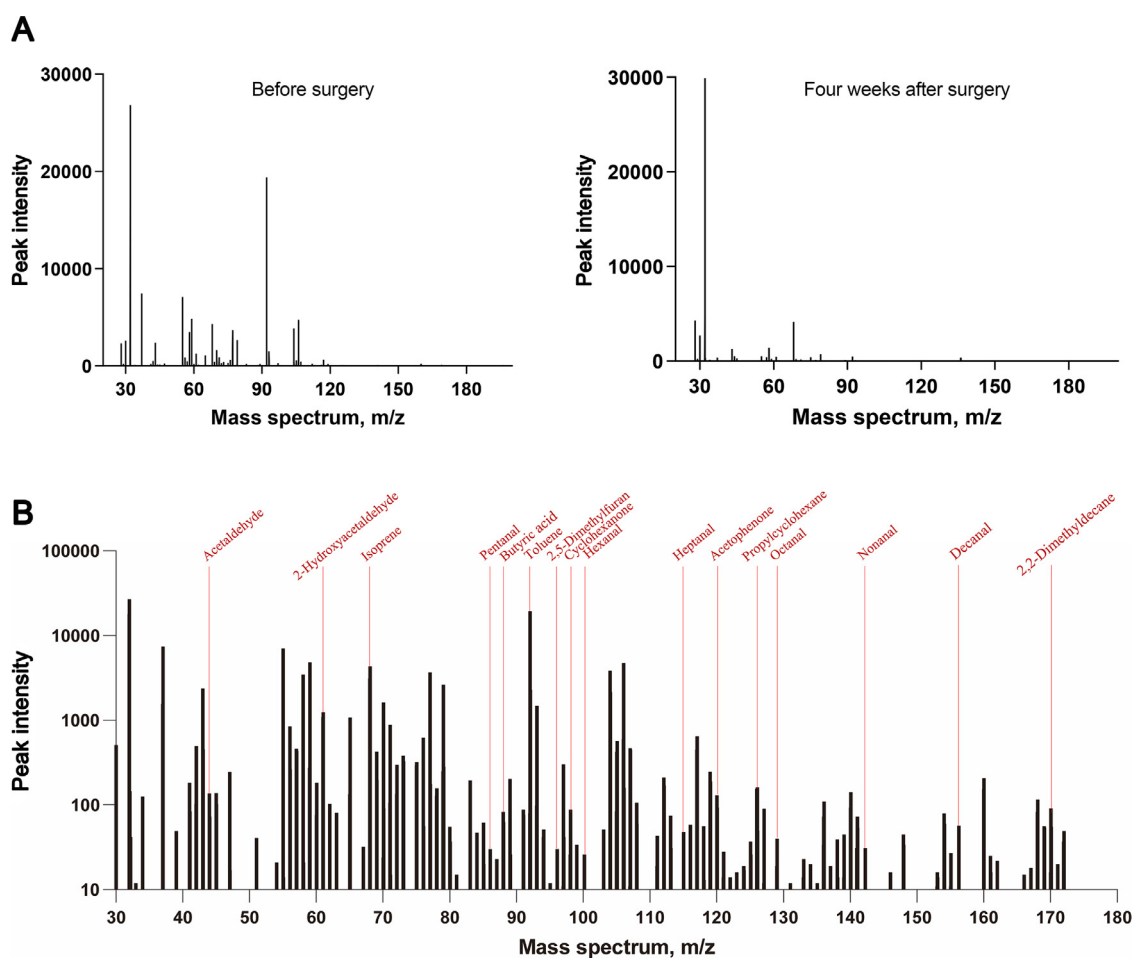 A
Before surgery
30000
20000
10000
0
Peak intensity
30 60 90 120 150 180
Mass spectrum, m/z
Four weeks after surgery
30000
20000
10000
0
Peak intensity
30 60 90 120 150 180
Mass spectrum, m/z
B
Acetaldehyde
2-Hydroxyacetaldehyde
Isoprene
Pentanal
Butyric acid
Toluene
2,5-Dimethylfuran
Cyclohexanone
Hexanal
Heptanal
Acetophenone
Propylcyclohexane
Octanal
Nonanal
Decanal
2,2-Dimethyldecane
100000
10000
1000
100
10
Peak intensity
30 40 50 60 70 80 90 100 110 120 130 140 150 160 170 180
Mass spectrum, m/z